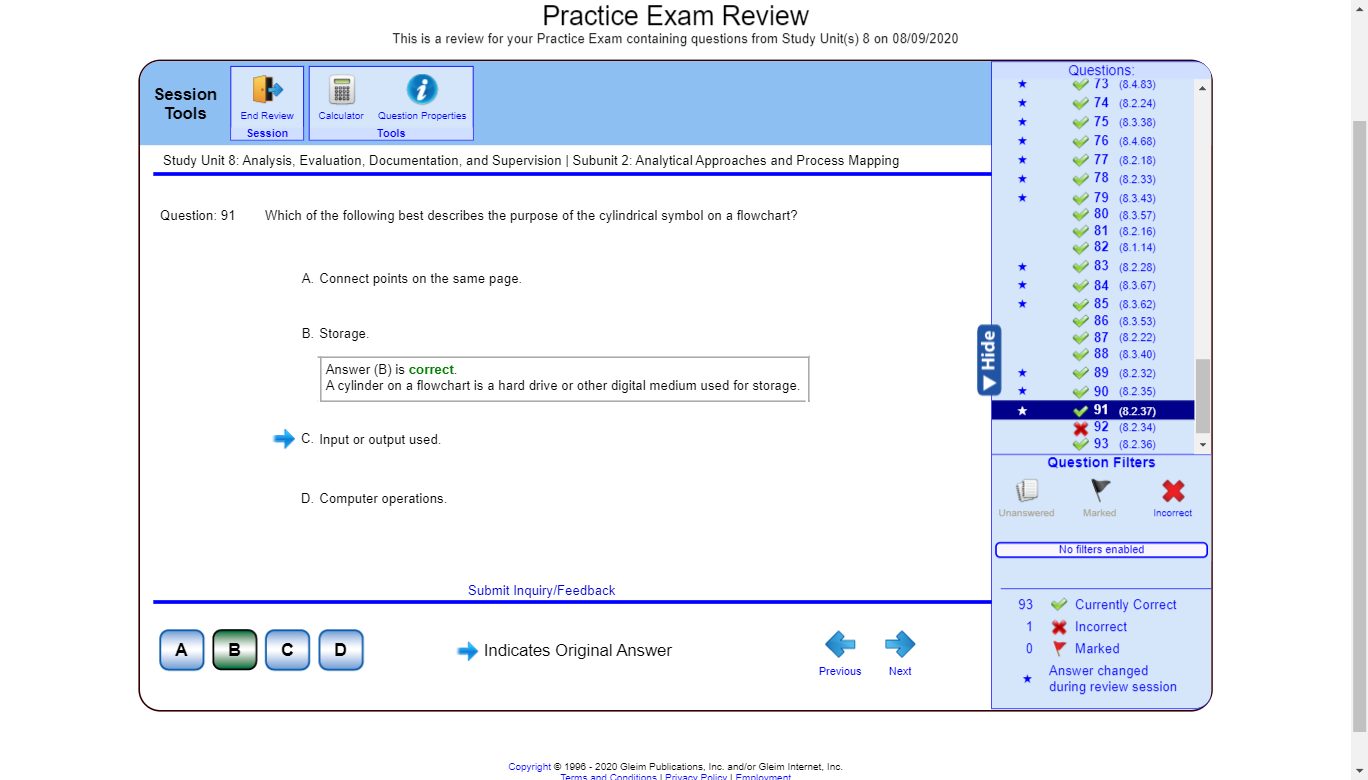 Practice Exam Review
This is a review for your Practice Exam containing questions from Study Unit(s) 8 on 08/09/2020
Session
Tools
End Review
Session
Calculator
Question Properties
Tools
Study Unit 8: Analysis, Evaluation, Documentation, and Supervision | Subunit 2: Analytical Approaches and Process Mapping
Question: 91 Which of the following best describes the purpose of the cylindrical symbol on a flowchart?
A. Connect points on the same page.
B. Storage.
Answer (B) is correct.
A cylinder on a flowchart is a hard drive or other digital medium used for storage.
C. Input or output used.
D. Computer operations.
Submit Inquiry/Feedback
A B C D
Indicates Original Answer
Previous
Next
Questions:
73 (8.4.83)
74 (8.2.24)
75 (8.3.38)
76 (8.4.68)
77 (8.2.18)
78 (8.2.33)
79 (8.3.43)
80 (8.3.57)
81 (8.2.16)
82 (8.1.14)
83 (8.2.28)
84 (8.3.67)
85 (8.3.62)
86 (8.3.53)
87 (8.2.22)
88 (8.3.40)
89 (8.2.32)
90 (8.2.35)
91 (8.2.37)
92 (8.2.34)
93 (8.2.36)
Hide
Question Filters
Unanswered
Marked
Incorrect
No filters enabled
93 Currently Correct
1 Incorrect
0 Marked
Answer changed
during review session
Copyright © 1996 - 2020 Gleim Publications, Inc. and/or Gleim Internet, Inc.
Terms and Conditions | Privacy Policy | Employment